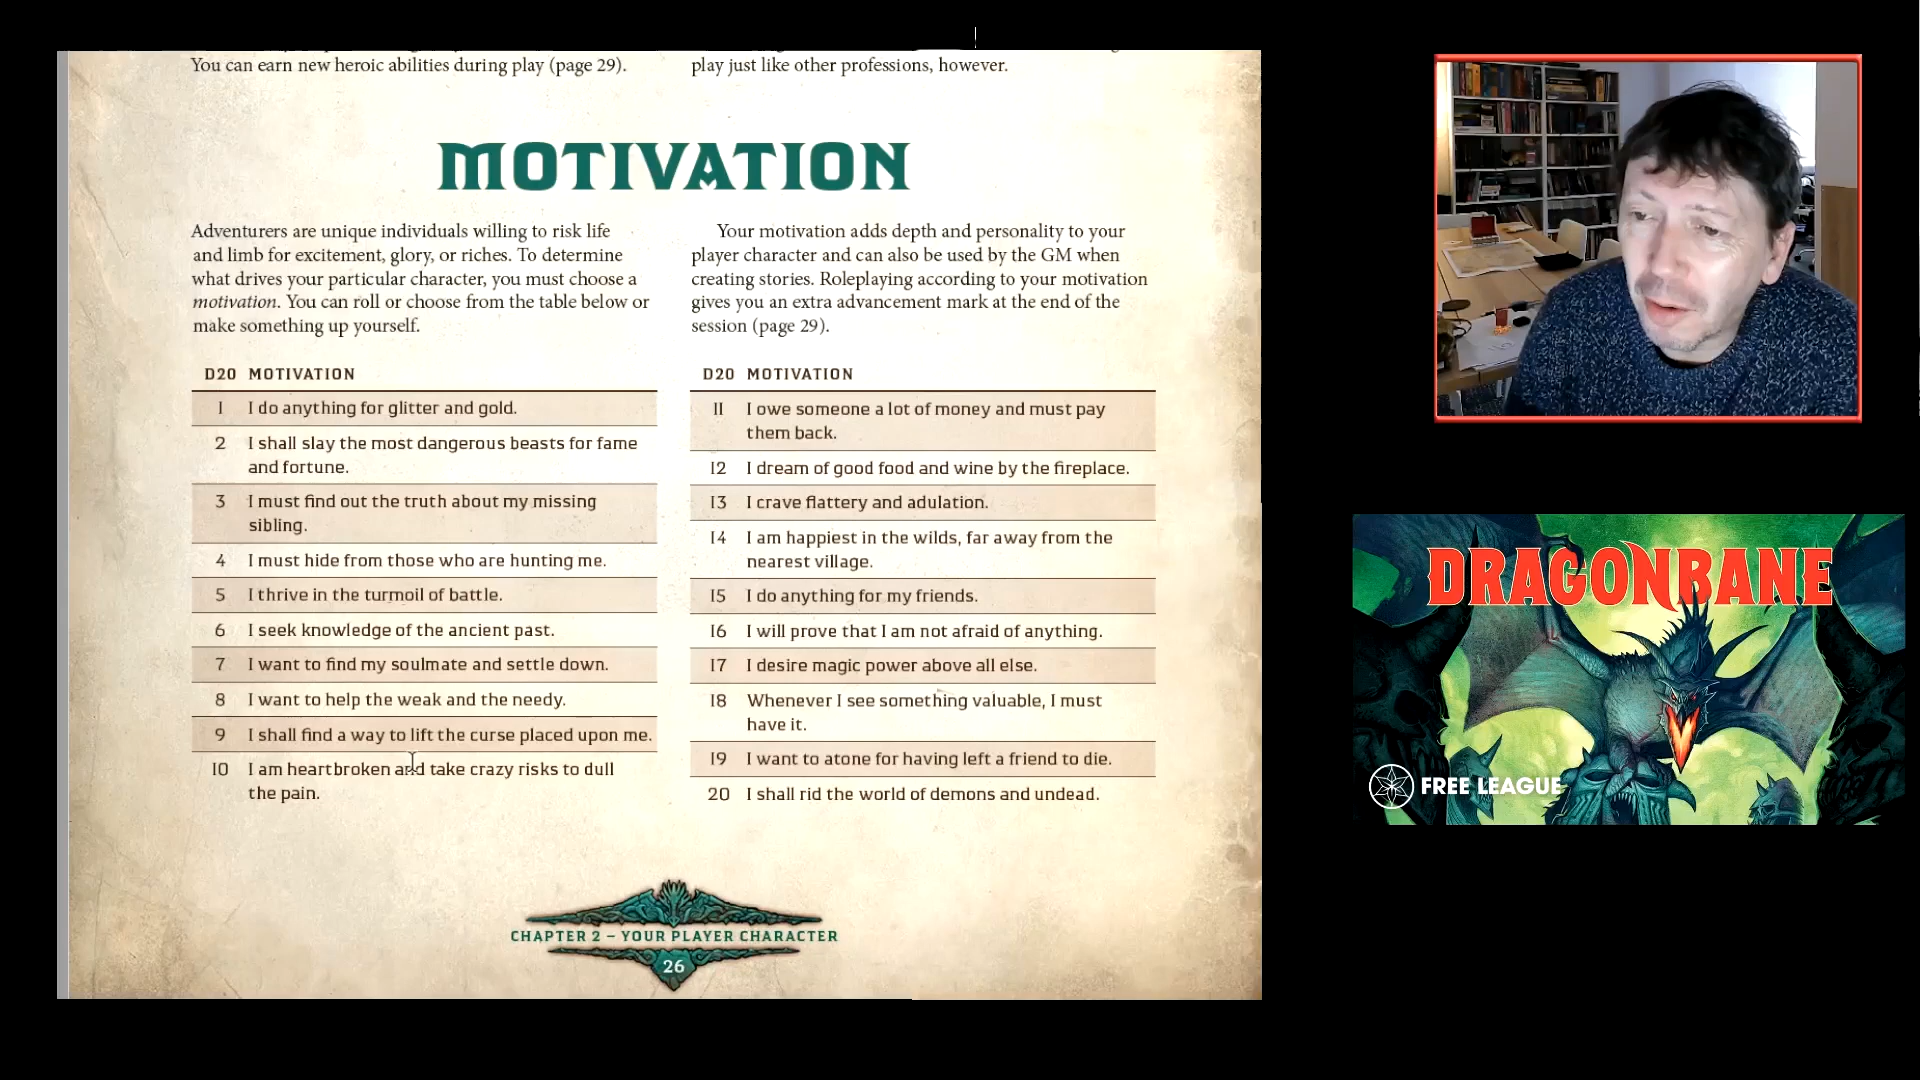 You can earn new heroic abilities during play (page 29).
play just like other professions, however.
MOTIVATION
Adventurers are unique individuals willing to risk life
and limb for excitement, glory, or riches. To determine
what drives your particular character, you must choose a
motivation. You can roll or choose from the table below or
make something up yourself.
Your motivation adds depth and personality to your
player character and can also be used by the GM when
creating stories. Roleplaying according to your motivation
gives you an extra advancement mark at the end of the
session (page 29).
D20 MOTIVATION
1 I do anything for glitter and gold.
2 I shall slay the most dangerous beasts for fame
and fortune.
3 I must find out the truth about my missing
sibling.
4 I must hide from those who are hunting me.
5 I thrive in the turmoil of battle.
6 I seek knowledge of the ancient past.
7 I want to find my soulmate and settle down.
8 I want to help the weak and the needy.
9 I shall find a way to lift the curse placed upon me.
10 I am heartbroken and take crazy risks to dull
the pain.
D20 MOTIVATION
11 I owe someone a lot of money and must pay
them back.
12 I dream of good food and wine by the fireplace.
13 I crave flattery and adulation.
14 I am happiest in the wilds, far away from the
nearest village.
15 I do anything for my friends.
16 I will prove that I am not afraid of anything.
17 I desire magic power above all else.
18 Whenever I see something valuable, I must
have it.
19 I want to atone for having left a friend to die.
20 I shall rid the world of demons and undead.
CHAPTER 2 – YOUR PLAYER CHARACTER
26
DRAGONBANE
FREE LEAGUE